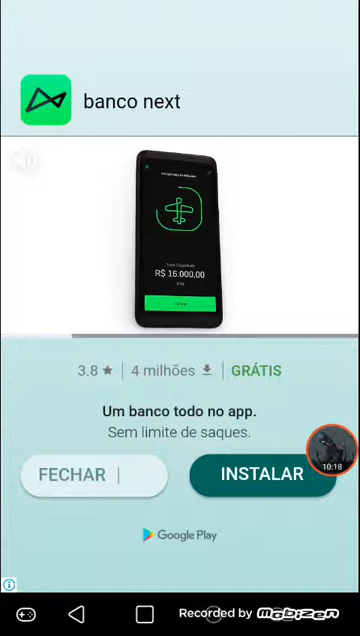 banco next
R$ 16.000,00
3.8 ★ | 4 milhões | GRÁTIS
Um banco todo no app.
Sem limite de saques.
FECHAR |
INSTALAR
10:18
Google Play
Recorded by mobizen